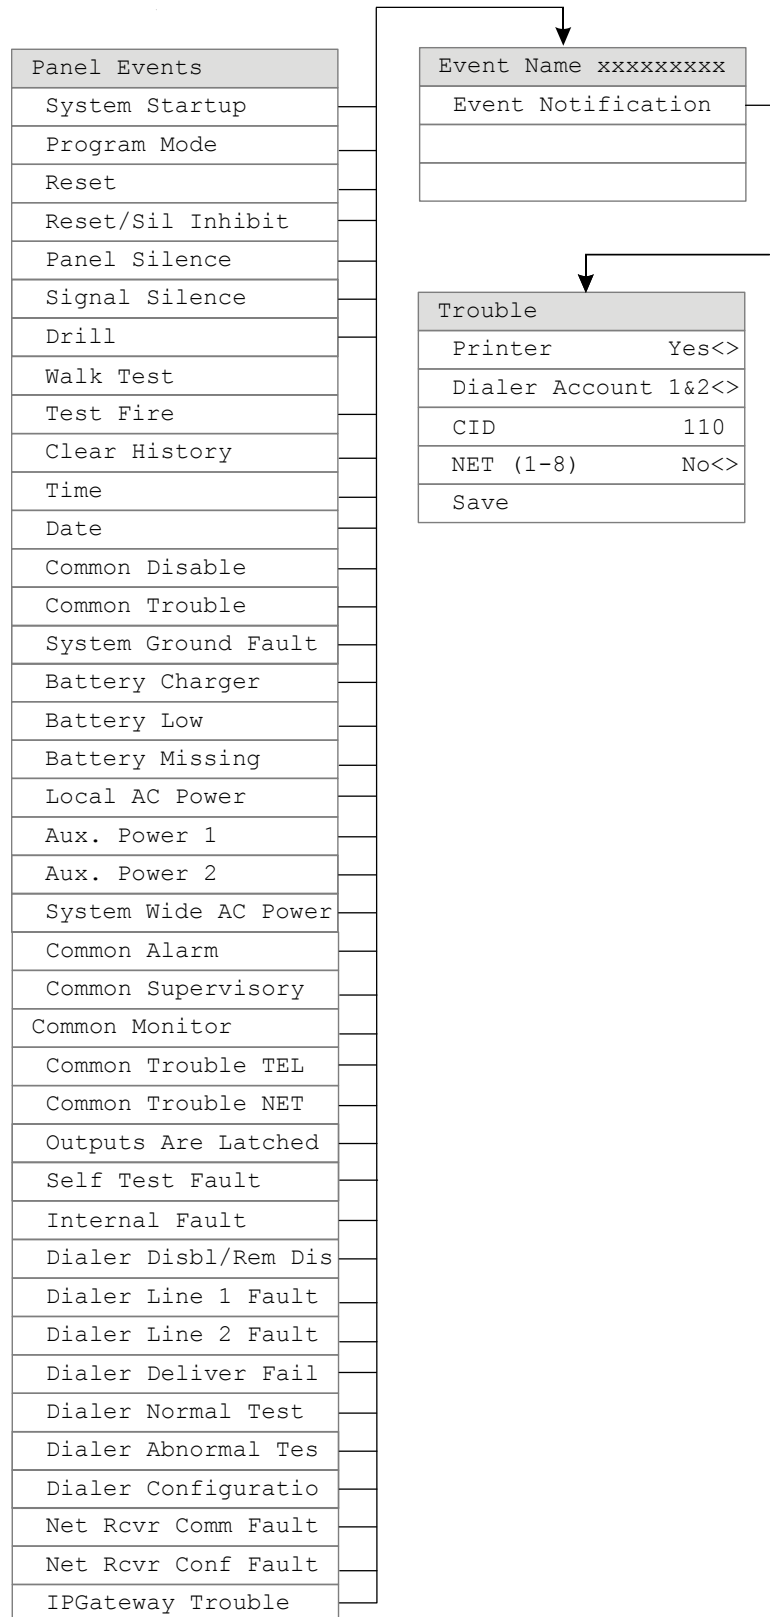 Panel Events
System Startup
Program Mode
Reset
Reset/Sil Inhibit
Panel Silence
Signal Silence
Drill
Walk Test
Test Fire
Clear History
Time
Date
Common Disable
Common Trouble
System Ground Fault
Battery Charger
Battery Low
Battery Missing
Local AC Power
Aux. Power 1
Aux. Power 2
System Wide AC Power
Common Alarm
Common Supervisory
Common Monitor
Common Trouble TEL
Common Trouble NET
Outputs Are Latched
Self Test Fault
Internal Fault
Dialer Disbl/Rem Dis
Dialer Line 1 Fault
Dialer Line 2 Fault
Dialer Deliver Fail
Dialer Normal Test
Dialer Abnormal Tes
Dialer Configuratio
Net Rcvr Comm Fault
Net Rcvr Conf Fault
IPGateway Trouble
Event Name xxxxxxxxx
Event Notification
Trouble
Printer Yes<>
Dialer Account 1&2<>
CID 110
NET (1-8) No<>
Save